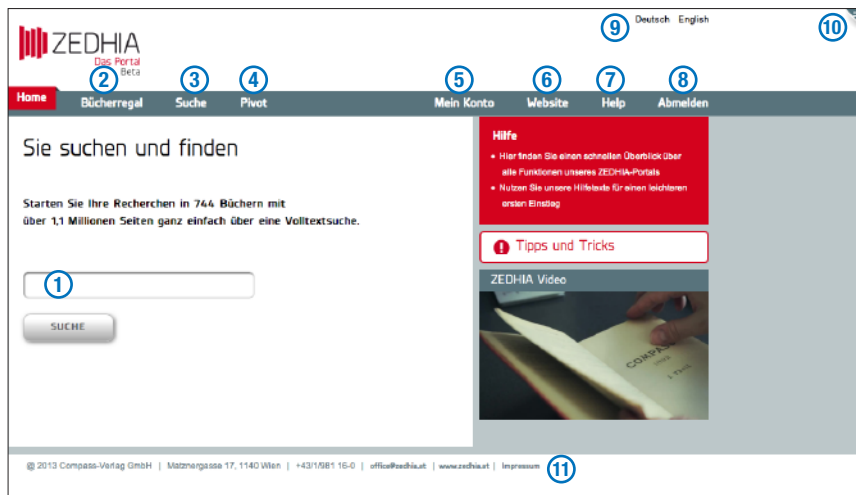 9 Deutsch English 10
ZEDHIA
Das Portal
Beta
2 3 4 5 6 7 8
Home Bücherregal Suche Pivot Mein Konto Website Help Abmelden
Sie suchen und finden
Starten Sie Ihre Recherchen in 744 Büchern mit
über 1,1 Millionen Seiten ganz einfach über eine Volltextsuche.
1
SUCHE
Hilfe
• Hier finden Sie einen schnellen Überblick über
alle Funktionen unseres ZEDHIA-Portals
• Nutzen Sie unsere Hilfetexte für einen leichteren
ersten Einstieg
Tipps und Tricks
ZEDHIA Video
COMPASS
@ 2013 Compass-Verlag GmbH | Matznergasse 17, 1140 Wien | +43/1/981 16-0 | office@zedhia.at | www.zedhia.at | Impressum 11